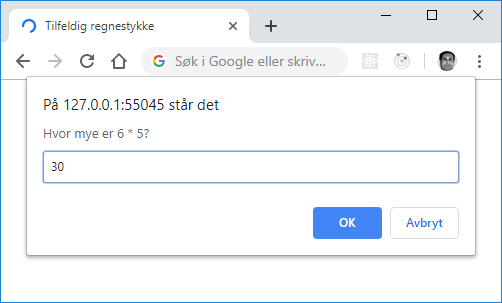 Tilfeldig regnestykke
Søk i Google eller skriv...
På 127.0.0.1:55045 står det
Hvor mye er 6 * 5?
30
OK Avbryt